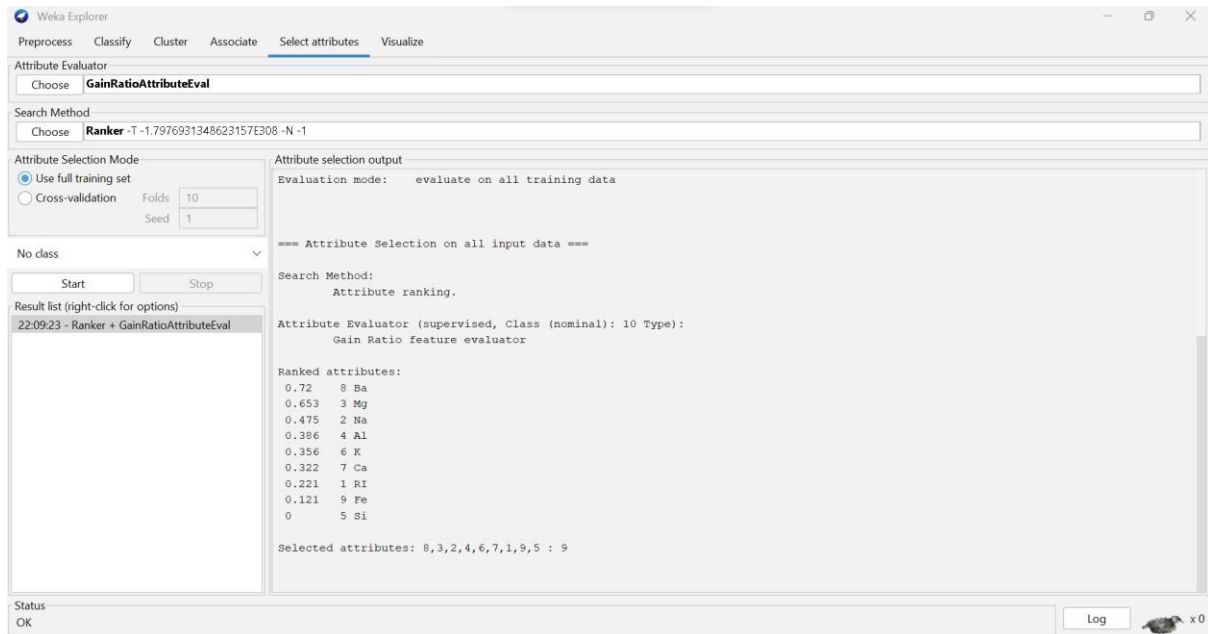 Weka Explorer
Preprocess Classify Cluster Associate Select attributes Visualize
Attribute Evaluator
Choose GainRatioAttributeEval
Search Method
Choose Ranker -T -1.7976931348623157E308 -N -1
Attribute Selection Mode
Use full training set
Cross-validation Folds 10
Seed 1
No class
Start Stop
Result list (right-click for options)
22:09:23 - Ranker + GainRatioAttributeEval
Attribute selection output
Evaluation mode: evaluate on all training data
=== Attribute Selection on all input data ===
Search Method:
Attribute ranking.
Attribute Evaluator (supervised, Class (nominal): 10 Type):
Gain Ratio feature evaluator
Ranked attributes:
0.72 8 Ba
0.653 3 Mg
0.475 2 Na
0.386 4 Al
0.356 6 K
0.322 7 Ca
0.221 1 RI
0.121 9 Fe
0 5 Si
Selected attributes: 8,3,2,4,6,7,1,9,5 : 9
Status
OK
Log x 0